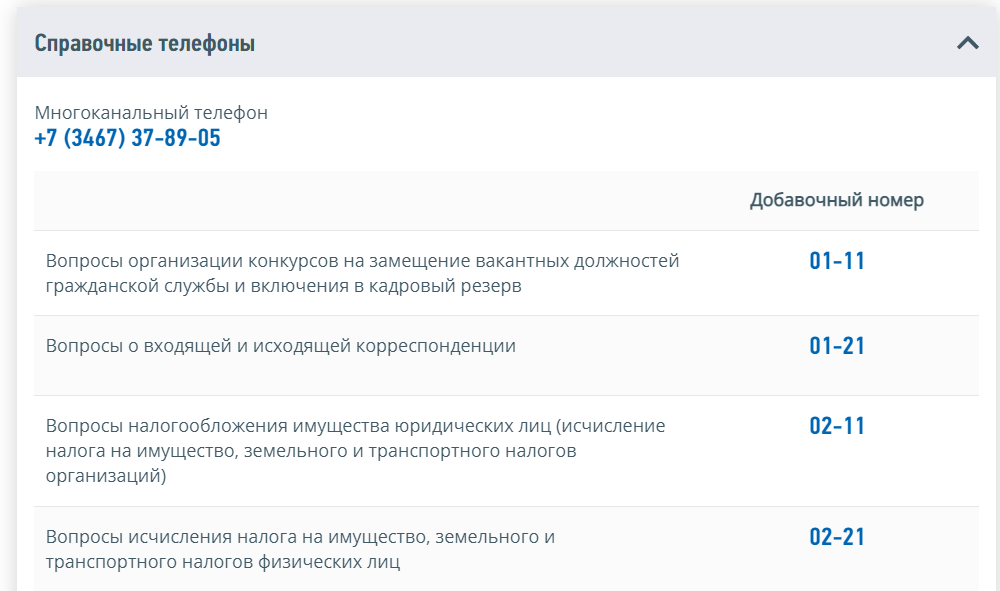 Справочные телефоны
Многоканальный телефон
+7 (3467) 37-89-05
Добавочный номер
Вопросы организации конкурсов на замещение вакантных должностей
гражданской службы и включения в кадровый резерв
01-11
Вопросы о входящей и исходящей корреспонденции
01-21
Вопросы налогообложения имущества юридических лиц (исчисление
налога на имущество, земельного и транспортного налогов
организаций)
02-11
Вопросы исчисления налога на имущество, земельного и
транспортного налогов физических лиц
02-21